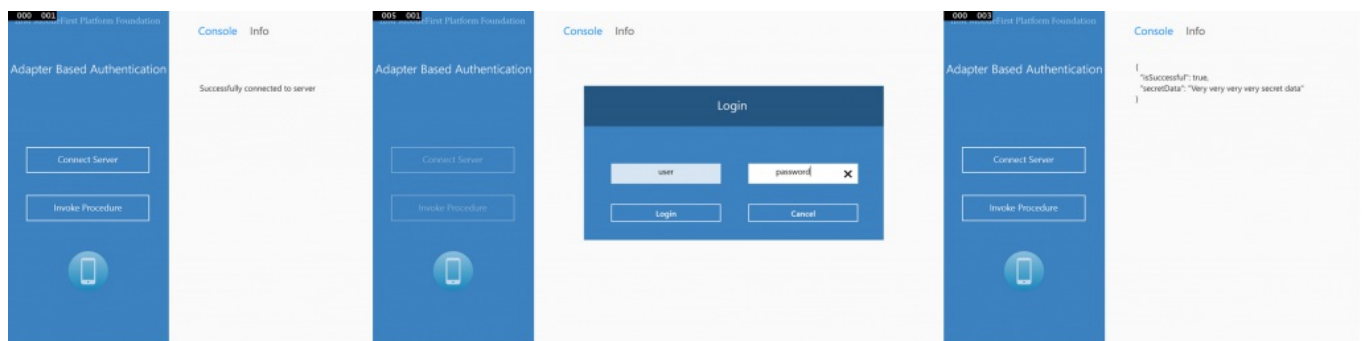 000 001
First Platform Foundation
Console Info
Adapter Based Authentication
Successfully connected to server
Connect Server
Invoke Procedure
005 001
First Platform Foundation
Console Info
Adapter Based Authentication
Login
Connect Server
user
password
Invoke Procedure
Login Cancel
000 003
First Platform Foundation
Console Info
Adapter Based Authentication
{
"isSuccessful": true,
"secretData": "Very very very very secret data"
}
Connect Server
Invoke Procedure